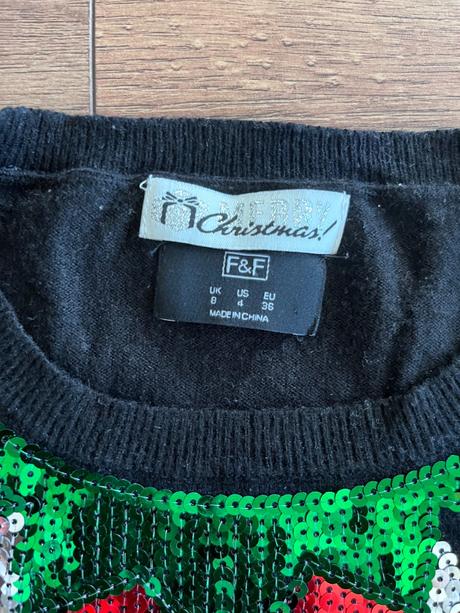 MERRY
Christmas!
F&F
UK US EU
8 4 36
MADE IN CHINA